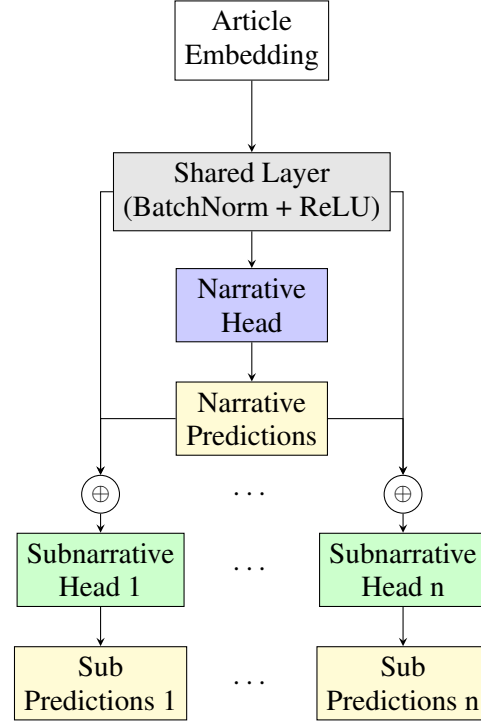 Article
Embedding
Shared Layer
(BatchNorm + ReLU)
Narrative
Head
Narrative
Predictions
⊕ . . . ⊕
Subnarrative
Head 1
. . .
Subnarrative
Head n
Sub
Predictions 1
. . .
Sub
Predictions n